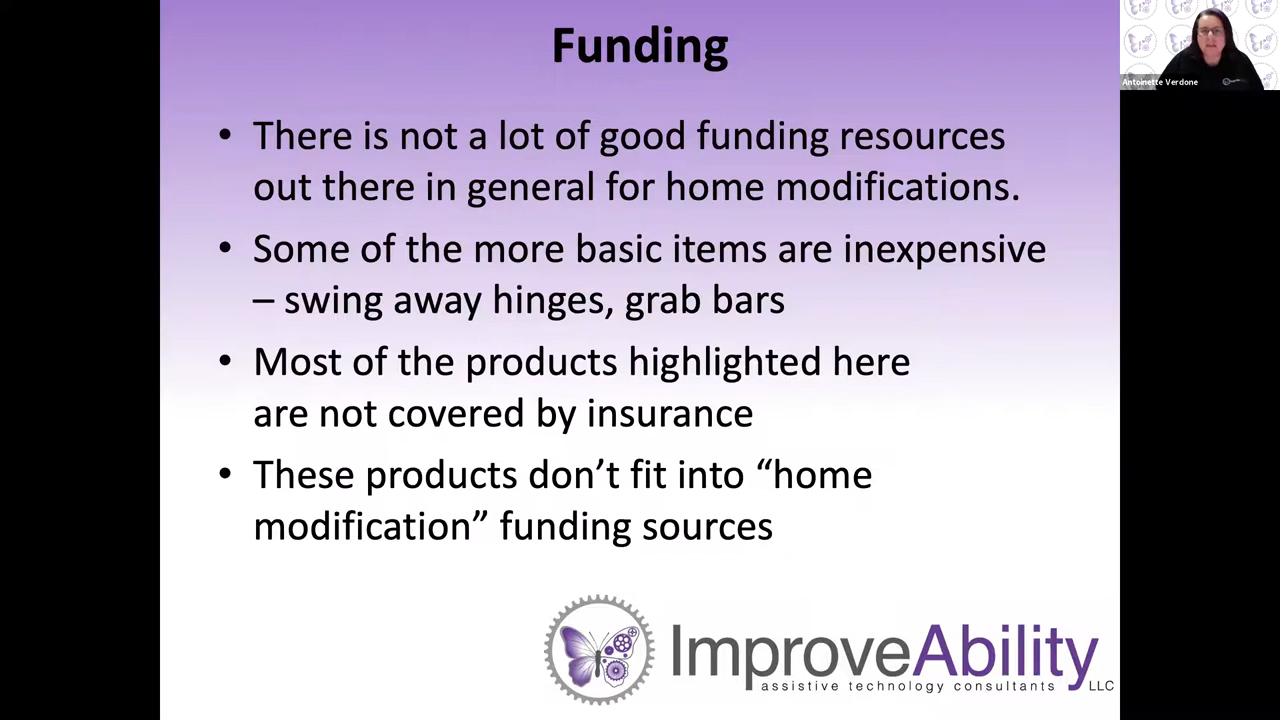 Funding
• There is not a lot of good funding resources
out there in general for home modifications.
• Some of the more basic items are inexpensive
– swing away hinges, grab bars
• Most of the products highlighted here
are not covered by insurance
• These products don’t fit into “home
modification” funding sources
ImproveAbility
assistive technology consultants LLC
Antoinette Verdone